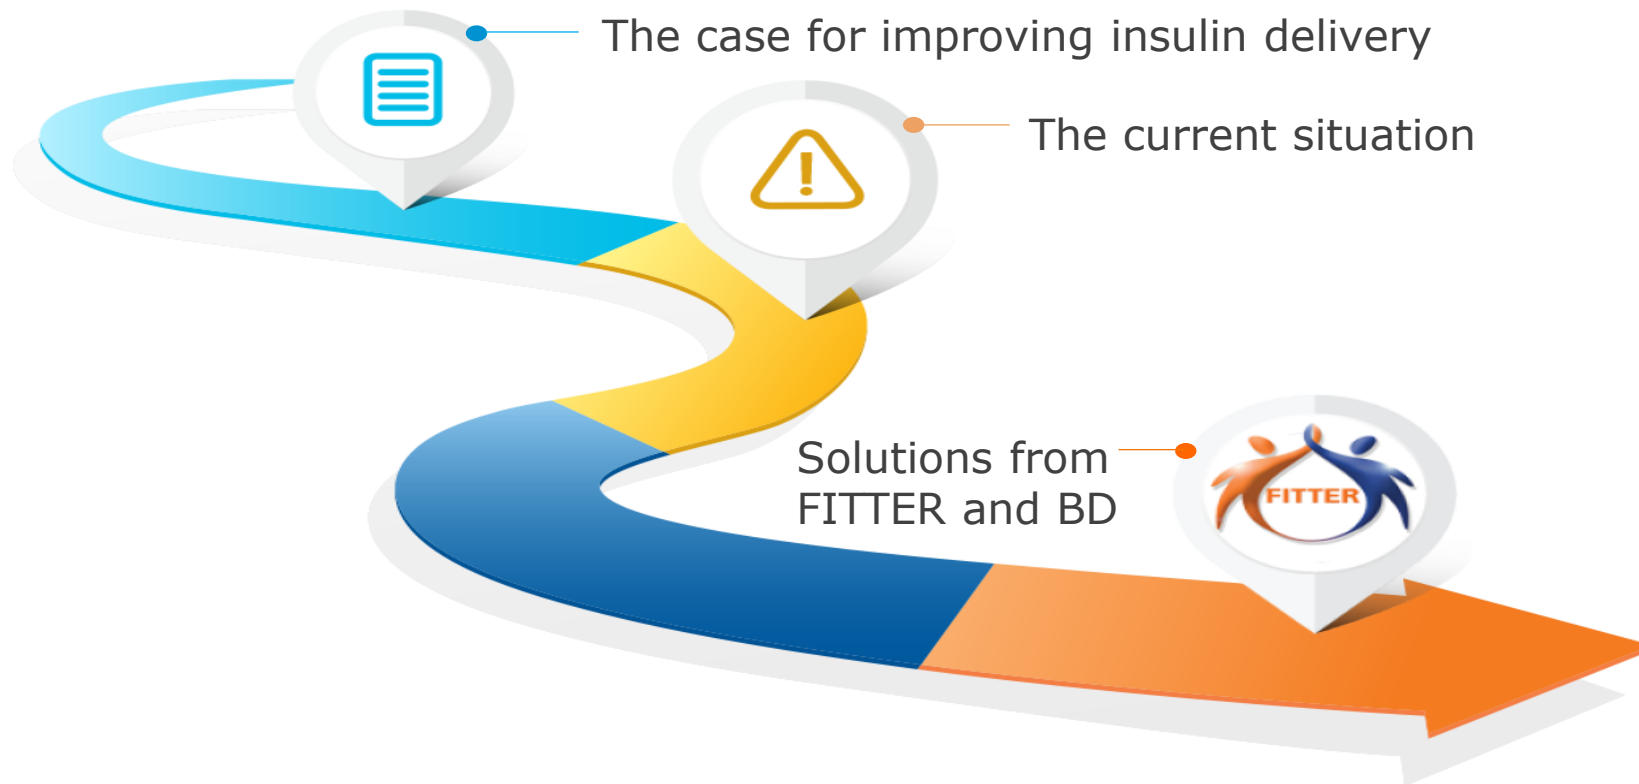 The case for improving insulin delivery
The current situation
Solutions from
FITTER and BD
FITTER